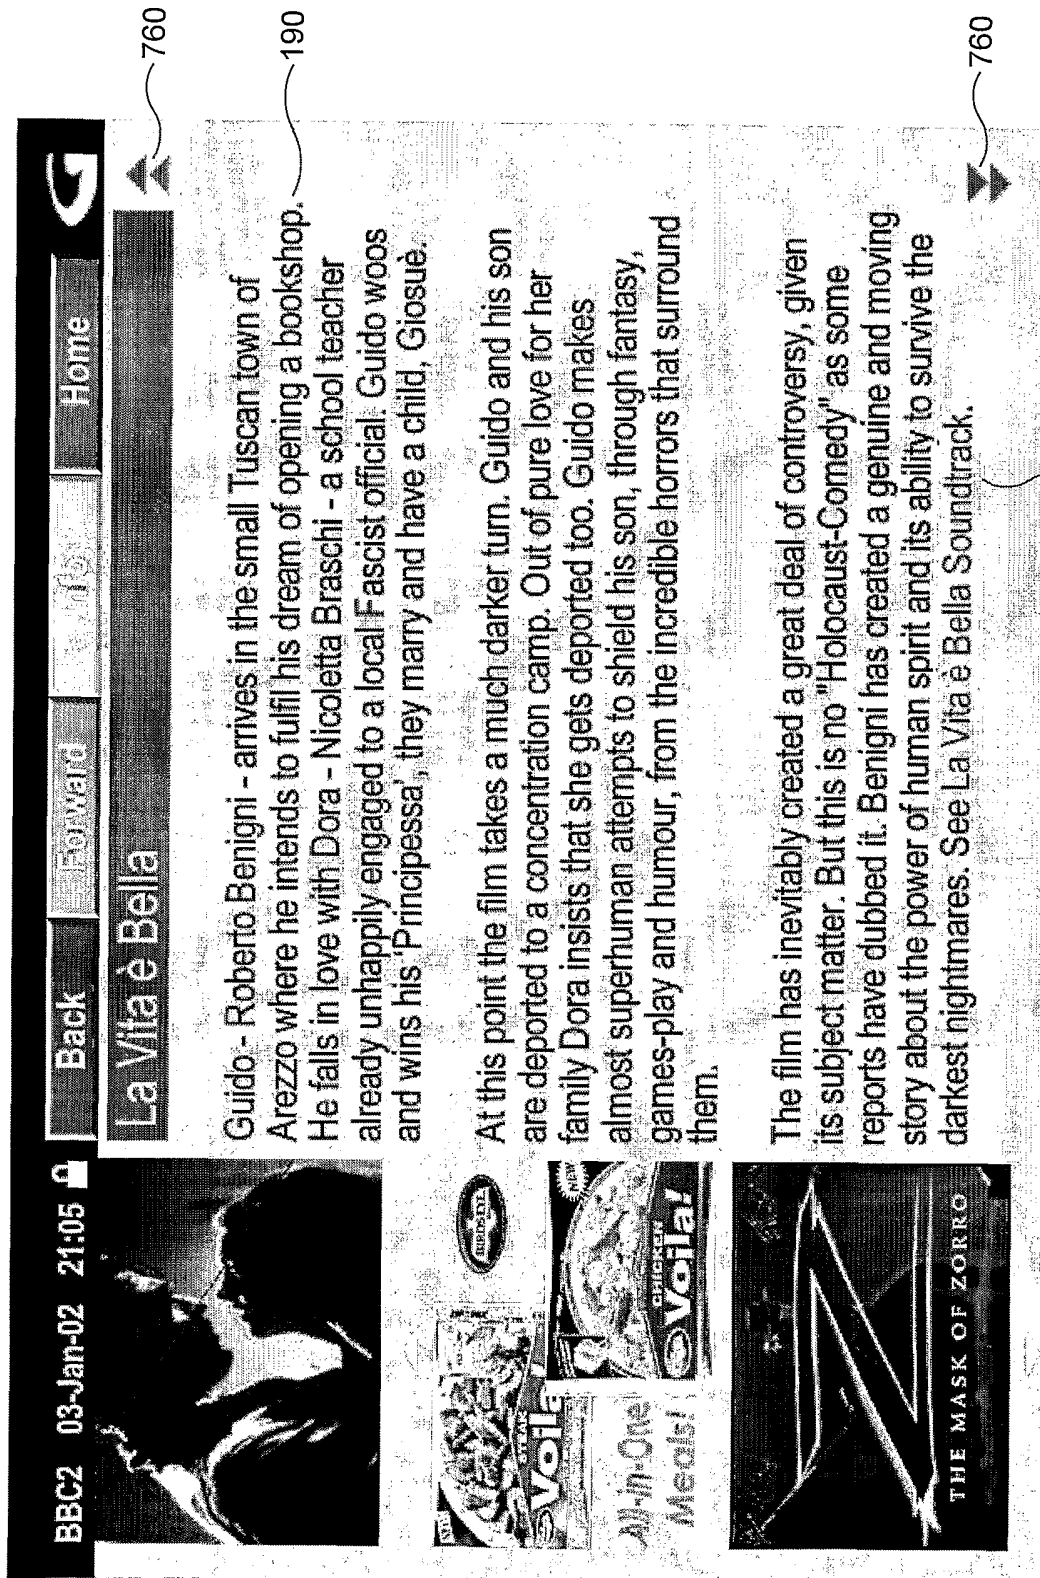 BBC2 03-Jan-02 21:05
Back
Forward
Home
La Vita è Bella
760
Guido - Roberto Benigni - arrives in the small Tuscan town of
Arezzo where he intends to fulfil his dream of opening a bookshop.
190
He falls in love with Dora - Nicoletta Braschi - a school teacher
already unhappily engaged to a local Fascist official. Guido woos
and wins his 'Principessa', they marry and have a child, Giosuè.
At this point the film takes a much darker turn. Guido and his son
are deported to a concentration camp. Out of pure love for her
family Dora insists that she gets deported too. Guido makes
almost superhuman attempts to shield his son, through fantasy,
games-play and humour, from the incredible horrors that surround
them.
The film has inevitably created a great deal of controversy, given
its subject matter. But this is no "Holocaust-Comedy" as some
reports have dubbed it. Benigni has created a genuine and moving
story about the power of human spirit and its ability to survive the
darkest nightmares. See La Vita è Bella Soundtrack.
760
BIRDS EYE
NEW
Voila
All-in-One
Meals!
NEW
CHICKEN
Voila!
THE MASK OF ZORRO